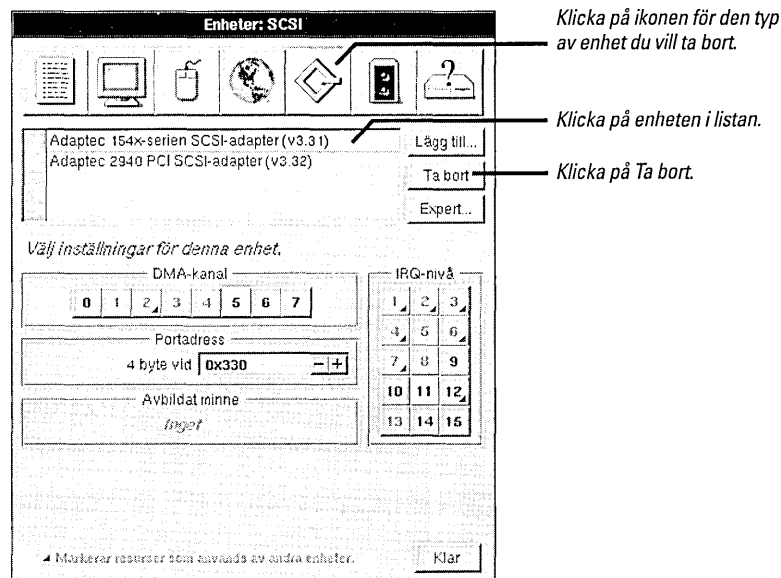 Enheter: SCSI
Klicka på ikonen för den typ
av enhet du vill ta bort.
?
Adaptec 154x-serien SCSI-adapter (v3.31)
Adaptec 2940 PCI SCSI-adapter (v3.32)
Lägg till...
Ta bort
Expert...
Klicka på enheten i listan.
Klicka på Ta bort.
Välj inställningar för denna enhet.
DMA-kanal
0 1 2 3 4 5 6 7
Portadress
4 byte vid 0x330 - +
Avbildat minne
Inget
IRQ-nivå
1 2 3
4 5 6
7 8 9
10 11 12
13 14 15
Markerar resurser som används av andra enheter.
Klar